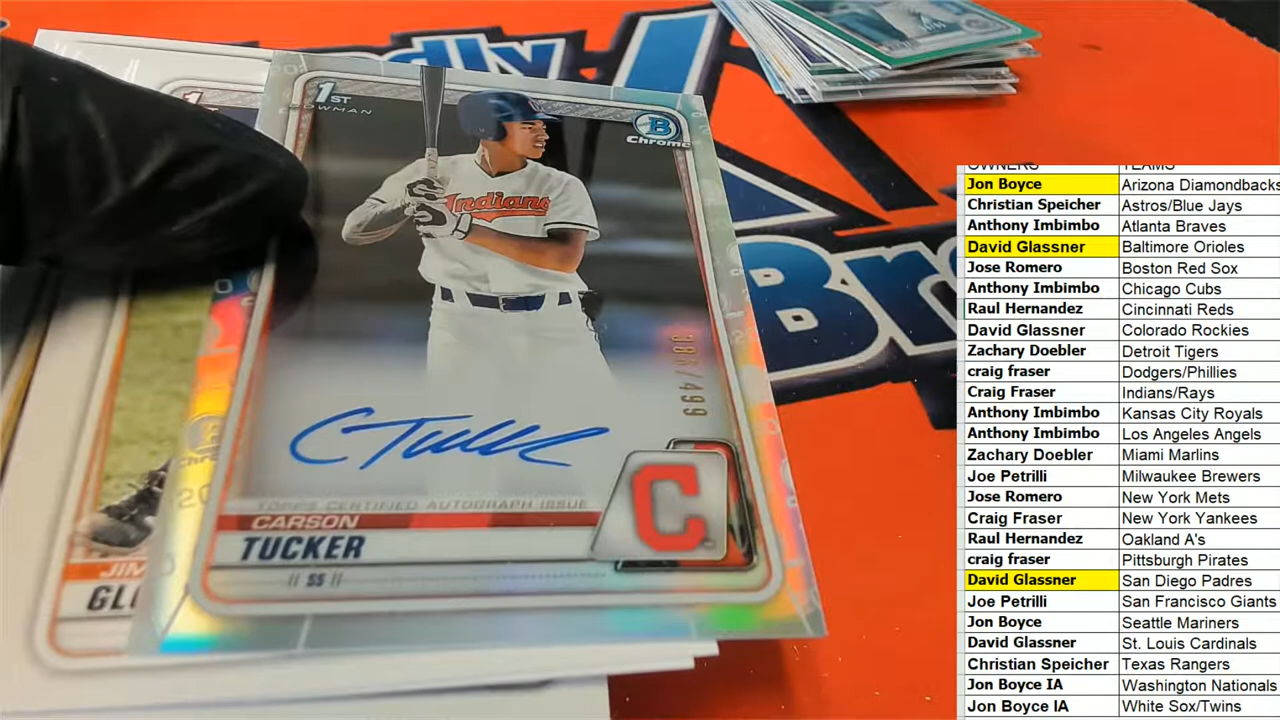 1ST
BOWMAN
B
Chrome
Indians
/499
C Tucker
TOPPS CERTIFIED AUTOGRAPH ISSUE
CARSON
TUCKER
SS
C
JIM
GL
OWNERS TEAMS
Jon Boyce Arizona Diamondbacks
Christian Speicher Astros/Blue Jays
Anthony Imbimbo Atlanta Braves
David Glassner Baltimore Orioles
Jose Romero Boston Red Sox
Anthony Imbimbo Chicago Cubs
Raul Hernandez Cincinnati Reds
David Glassner Colorado Rockies
Zachary Doebler Detroit Tigers
craig fraser Dodgers/Phillies
Craig Fraser Indians/Rays
Anthony Imbimbo Kansas City Royals
Anthony Imbimbo Los Angeles Angels
Zachary Doebler Miami Marlins
Joe Petrilli Milwaukee Brewers
Jose Romero New York Mets
Craig Fraser New York Yankees
Raul Hernandez Oakland A's
craig fraser Pittsburgh Pirates
David Glassner San Diego Padres
Joe Petrilli San Francisco Giants
Jon Boyce Seattle Mariners
David Glassner St. Louis Cardinals
Christian Speicher Texas Rangers
Jon Boyce IA Washington Nationals
Jon Boyce IA White Sox/Twins